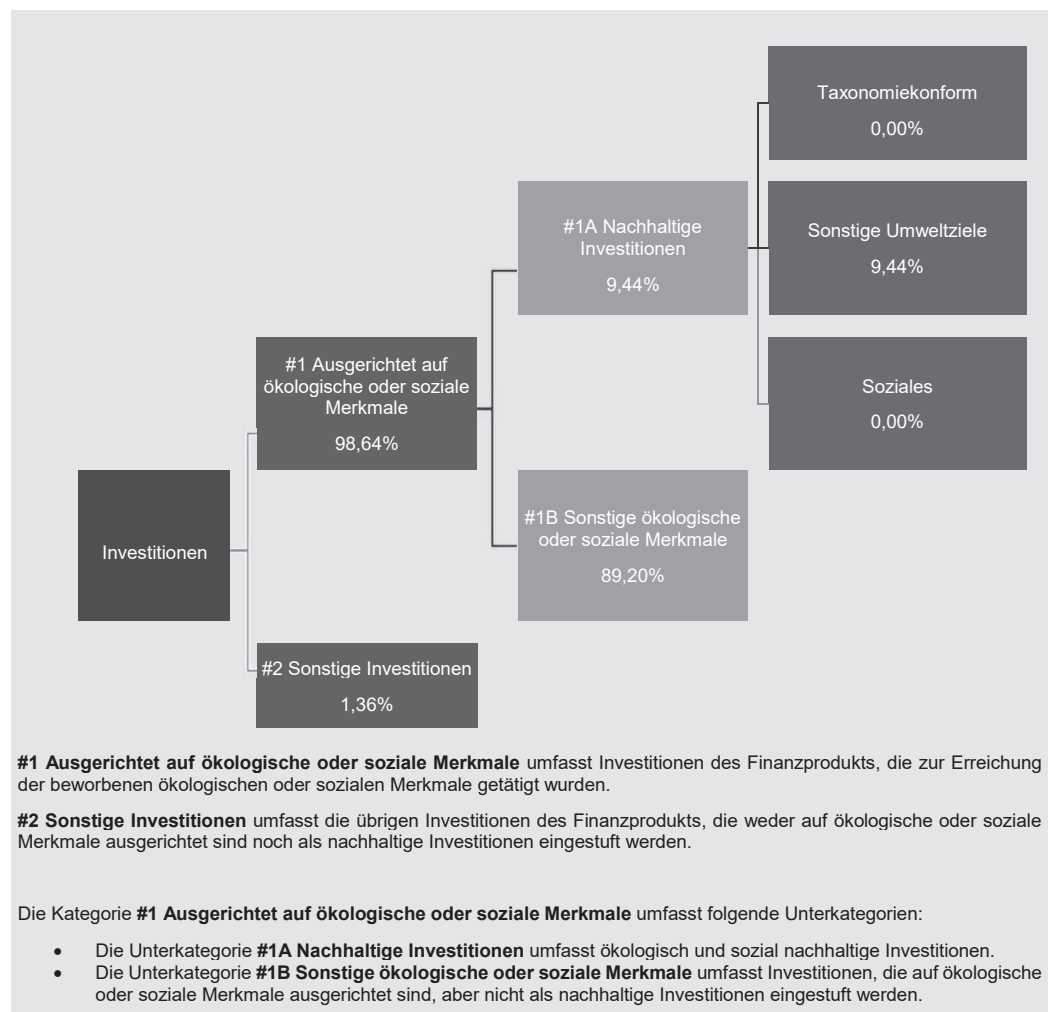 Taxonomiekonform
0,00%
#1A Nachhaltige
Investitionen
9,44%
Sonstige Umweltziele
9,44%
#1 Ausgerichtet auf
ökologische oder soziale
Merkmale
98,64%
Soziales
0,00%
Investitionen
#1B Sonstige ökologische
oder soziale Merkmale
89,20%
#2 Sonstige Investitionen
1,36%
#1 Ausgerichtet auf ökologische oder soziale Merkmale umfasst Investitionen des Finanzprodukts, die zur Erreichung
der beworbenen ökologischen oder sozialen Merkmale getätigt wurden.
#2 Sonstige Investitionen umfasst die übrigen Investitionen des Finanzprodukts, die weder auf ökologische oder soziale
Merkmale ausgerichtet sind noch als nachhaltige Investitionen eingestuft werden.
Die Kategorie #1 Ausgerichtet auf ökologische oder soziale Merkmale umfasst folgende Unterkategorien:
• Die Unterkategorie #1A Nachhaltige Investitionen umfasst ökologisch und sozial nachhaltige Investitionen.
• Die Unterkategorie #1B Sonstige ökologische oder soziale Merkmale umfasst Investitionen, die auf ökologische
oder soziale Merkmale ausgerichtet sind, aber nicht als nachhaltige Investitionen eingestuft werden.